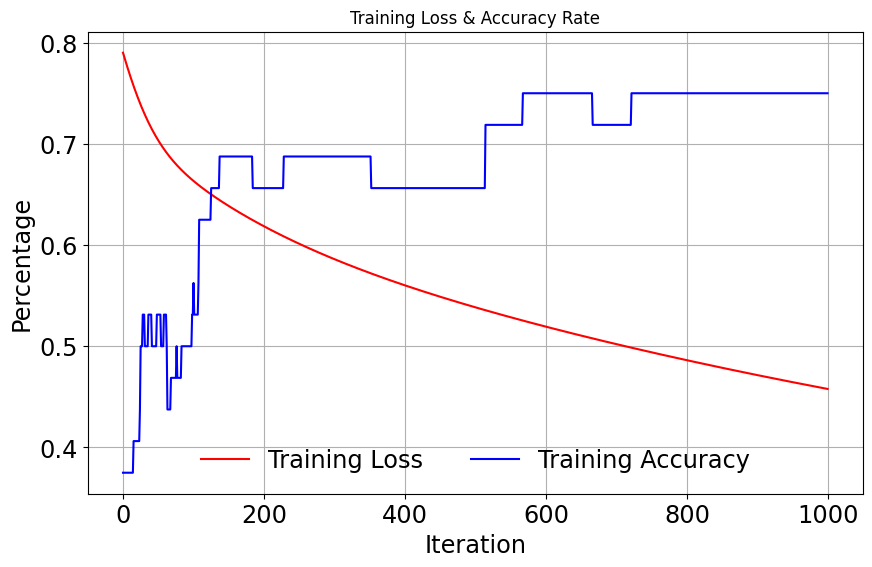 Training Loss & Accuracy Rate
Percentage
0.8
0.7
0.6
0.5
0.4
Training Loss
Training Accuracy
0 200 400 600 800 1000
Iteration